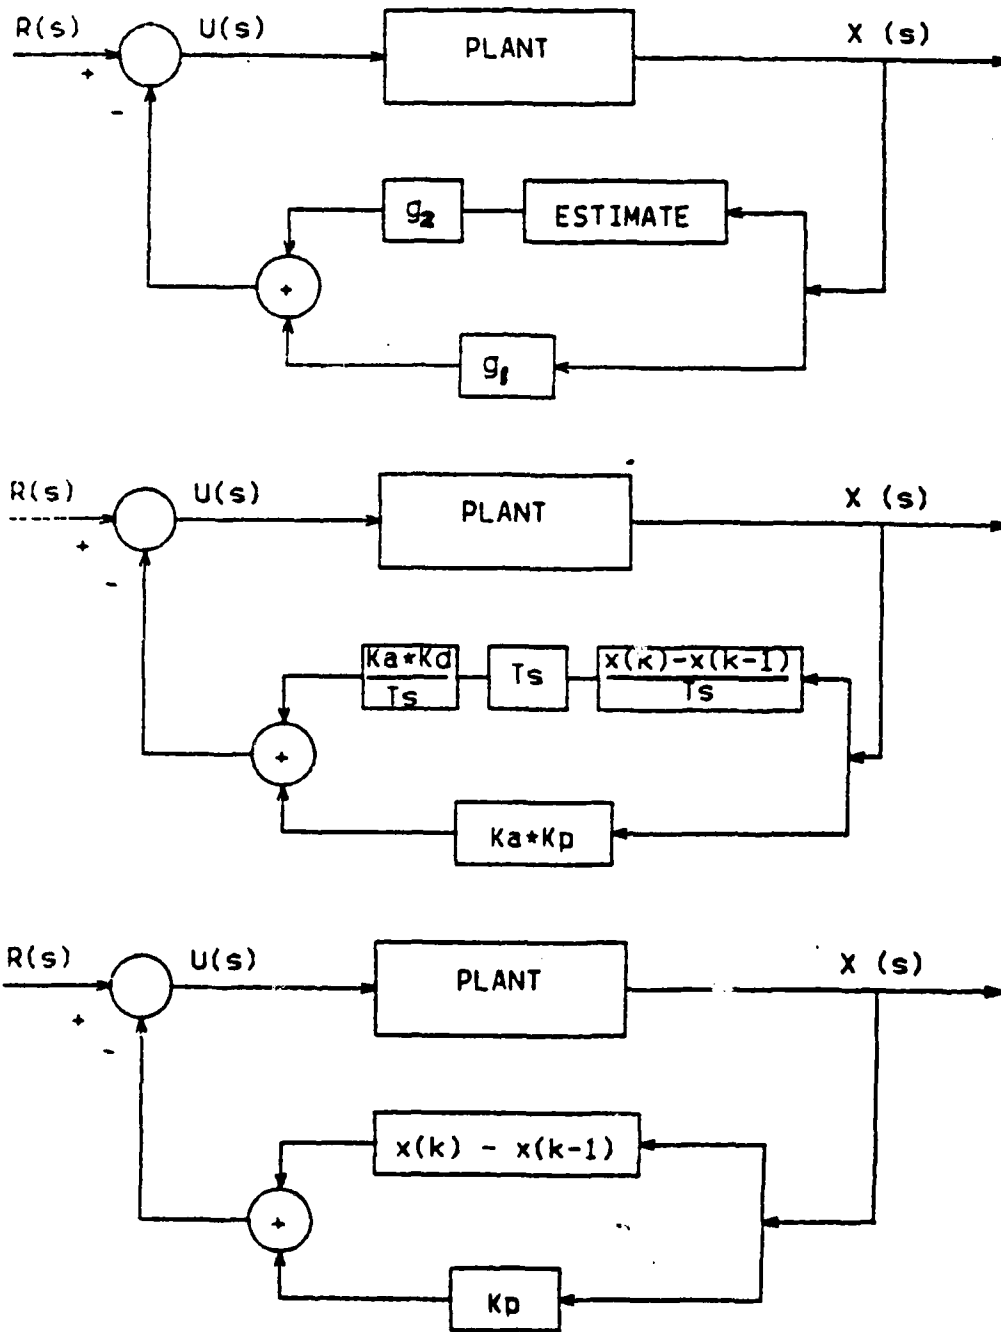 R(s) U(s) PLANT X (s)
+
-
g2 ESTIMATE
+
g1
R(s) U(s) PLANT X (s)
+
-
Ka*Kd
Ts
Ts
x(k)-x(k-1)
Ts
+
Ka*Kp
R(s) U(s) PLANT X (s)
+
-
x(k) - x(k-1)
+
Kp